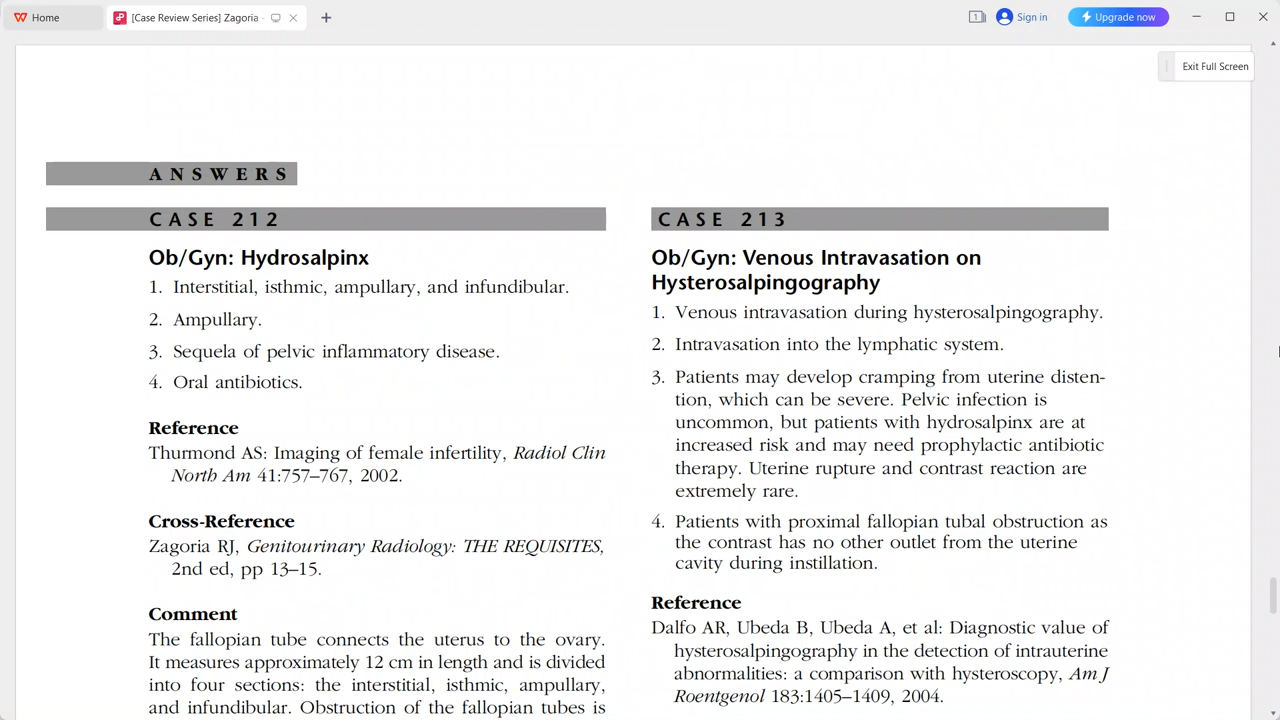 Home
[Case Review Series] Zagoria
1
Sign in
Upgrade now
Exit Full Screen
ANSWERS
CASE 212
Ob/Gyn: Hydrosalpinx
1. Interstitial, isthmic, ampullary, and infundibular.
2. Ampullary.
3. Sequela of pelvic inflammatory disease.
4. Oral antibiotics.
Reference
Thurmond AS: Imaging of female infertility, Radiol Clin
North Am 41:757–767, 2002.
Cross-Reference
Zagoria RJ, Genitourinary Radiology: THE REQUISITES,
2nd ed, pp 13–15.
Comment
The fallopian tube connects the uterus to the ovary.
It measures approximately 12 cm in length and is divided
into four sections: the interstitial, isthmic, ampullary,
and infundibular. Obstruction of the fallopian tubes is
CASE 213
Ob/Gyn: Venous Intravasation on
Hysterosalpingography
1. Venous intravasation during hysterosalpingography.
2. Intravasation into the lymphatic system.
3. Patients may develop cramping from uterine disten-
tion, which can be severe. Pelvic infection is
uncommon, but patients with hydrosalpinx are at
increased risk and may need prophylactic antibiotic
therapy. Uterine rupture and contrast reaction are
extremely rare.
4. Patients with proximal fallopian tubal obstruction as
the contrast has no other outlet from the uterine
cavity during instillation.
Reference
Dalfo AR, Ubeda B, Ubeda A, et al: Diagnostic value of
hysterosalpingography in the detection of intrauterine
abnormalities: a comparison with hysteroscopy, Am J
Roentgenol 183:1405–1409, 2004.